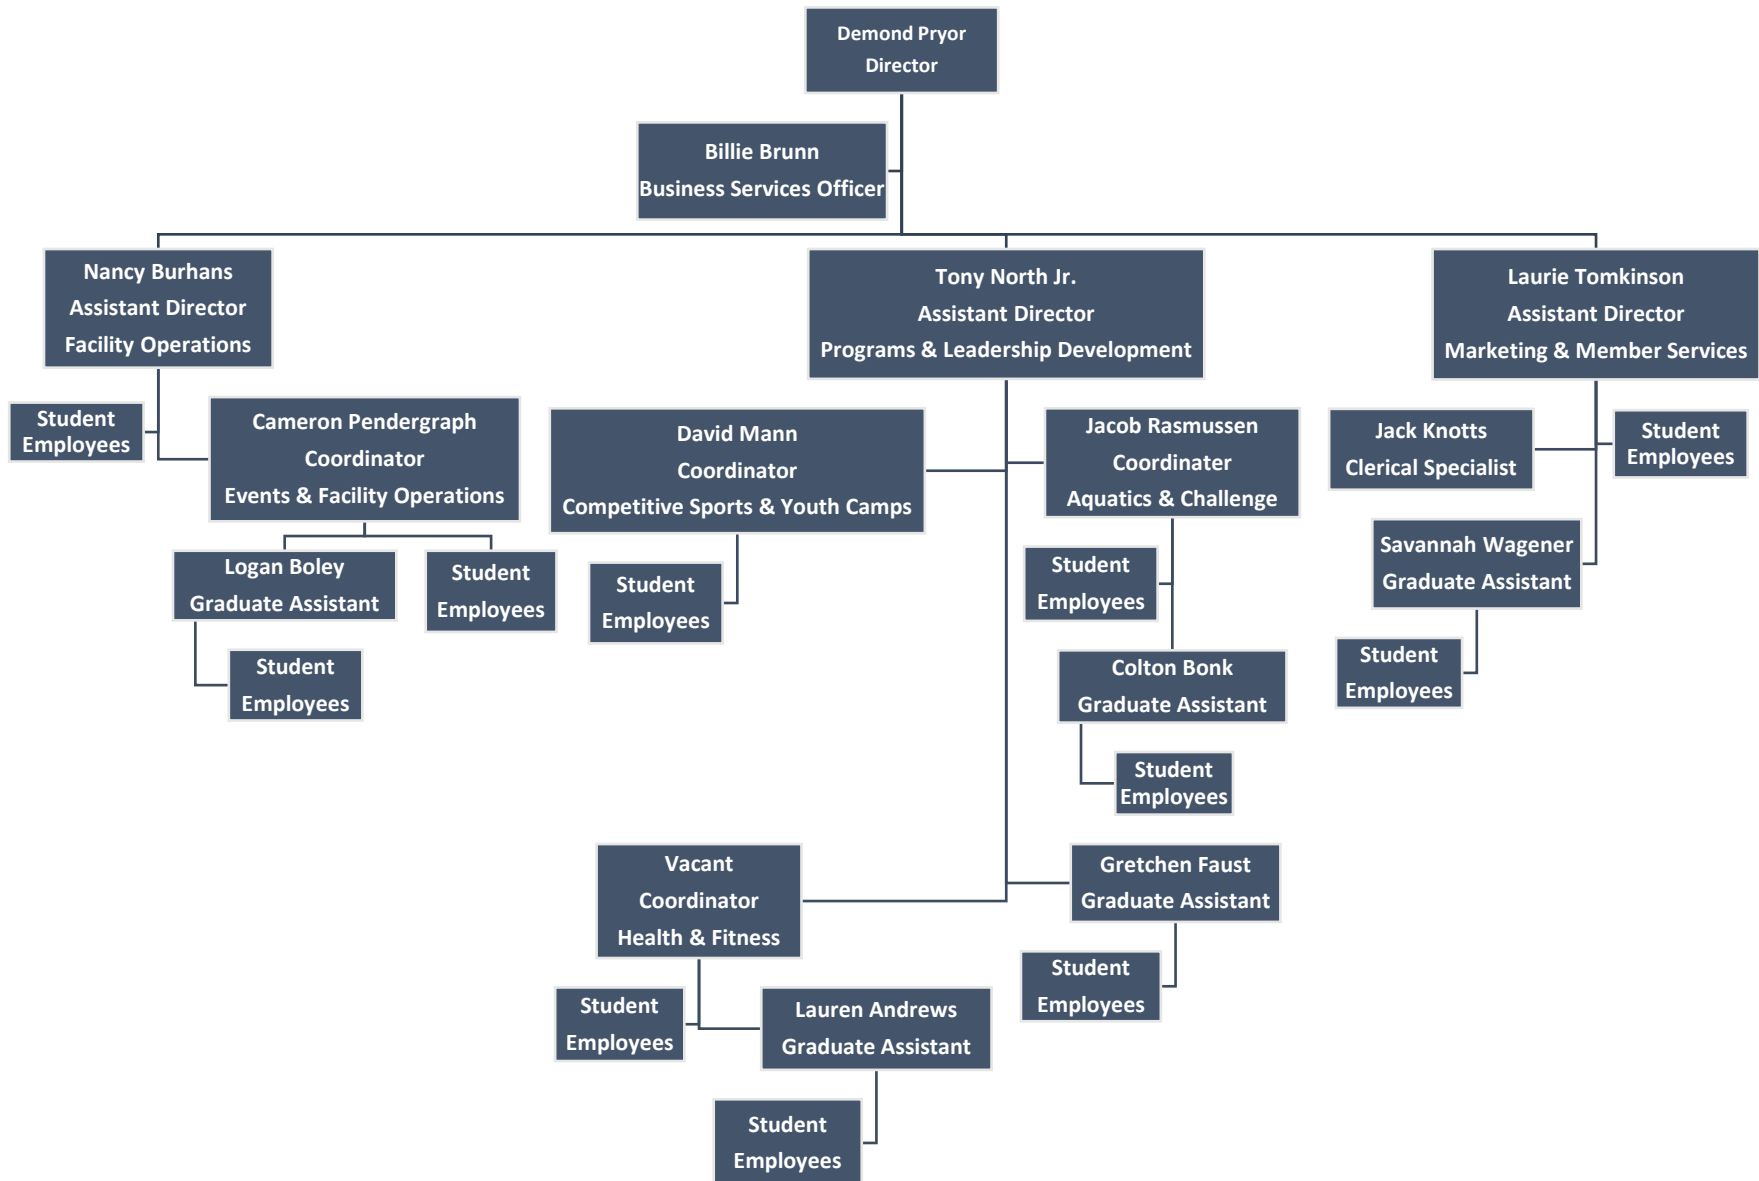 Demond Pryor
Director
Billie Brunn
Business Services Officer
Nancy Burhans
Assistant Director
Facility Operations
Tony North Jr.
Assistant Director
Programs & Leadership Development
Laurie Tomkinson
Assistant Director
Marketing & Member Services
Student
Employees
Cameron Pendergraph
Coordinator
Events & Facility Operations
David Mann
Coordinator
Competitive Sports & Youth Camps
Jacob Rasmussen
Coordinater
Aquatics & Challenge
Jack Knotts
Clerical Specialist
Student
Employees
Logan Boley
Graduate Assistant
Student
Employees
Student
Employees
Student
Employees
Savannah Wagener
Graduate Assistant
Student
Employees
Colton Bonk
Graduate Assistant
Student
Employees
Student
Employees
Vacant
Coordinator
Health & Fitness
Gretchen Faust
Graduate Assistant
Student
Employees
Lauren Andrews
Graduate Assistant
Student
Employees
Student
Employees